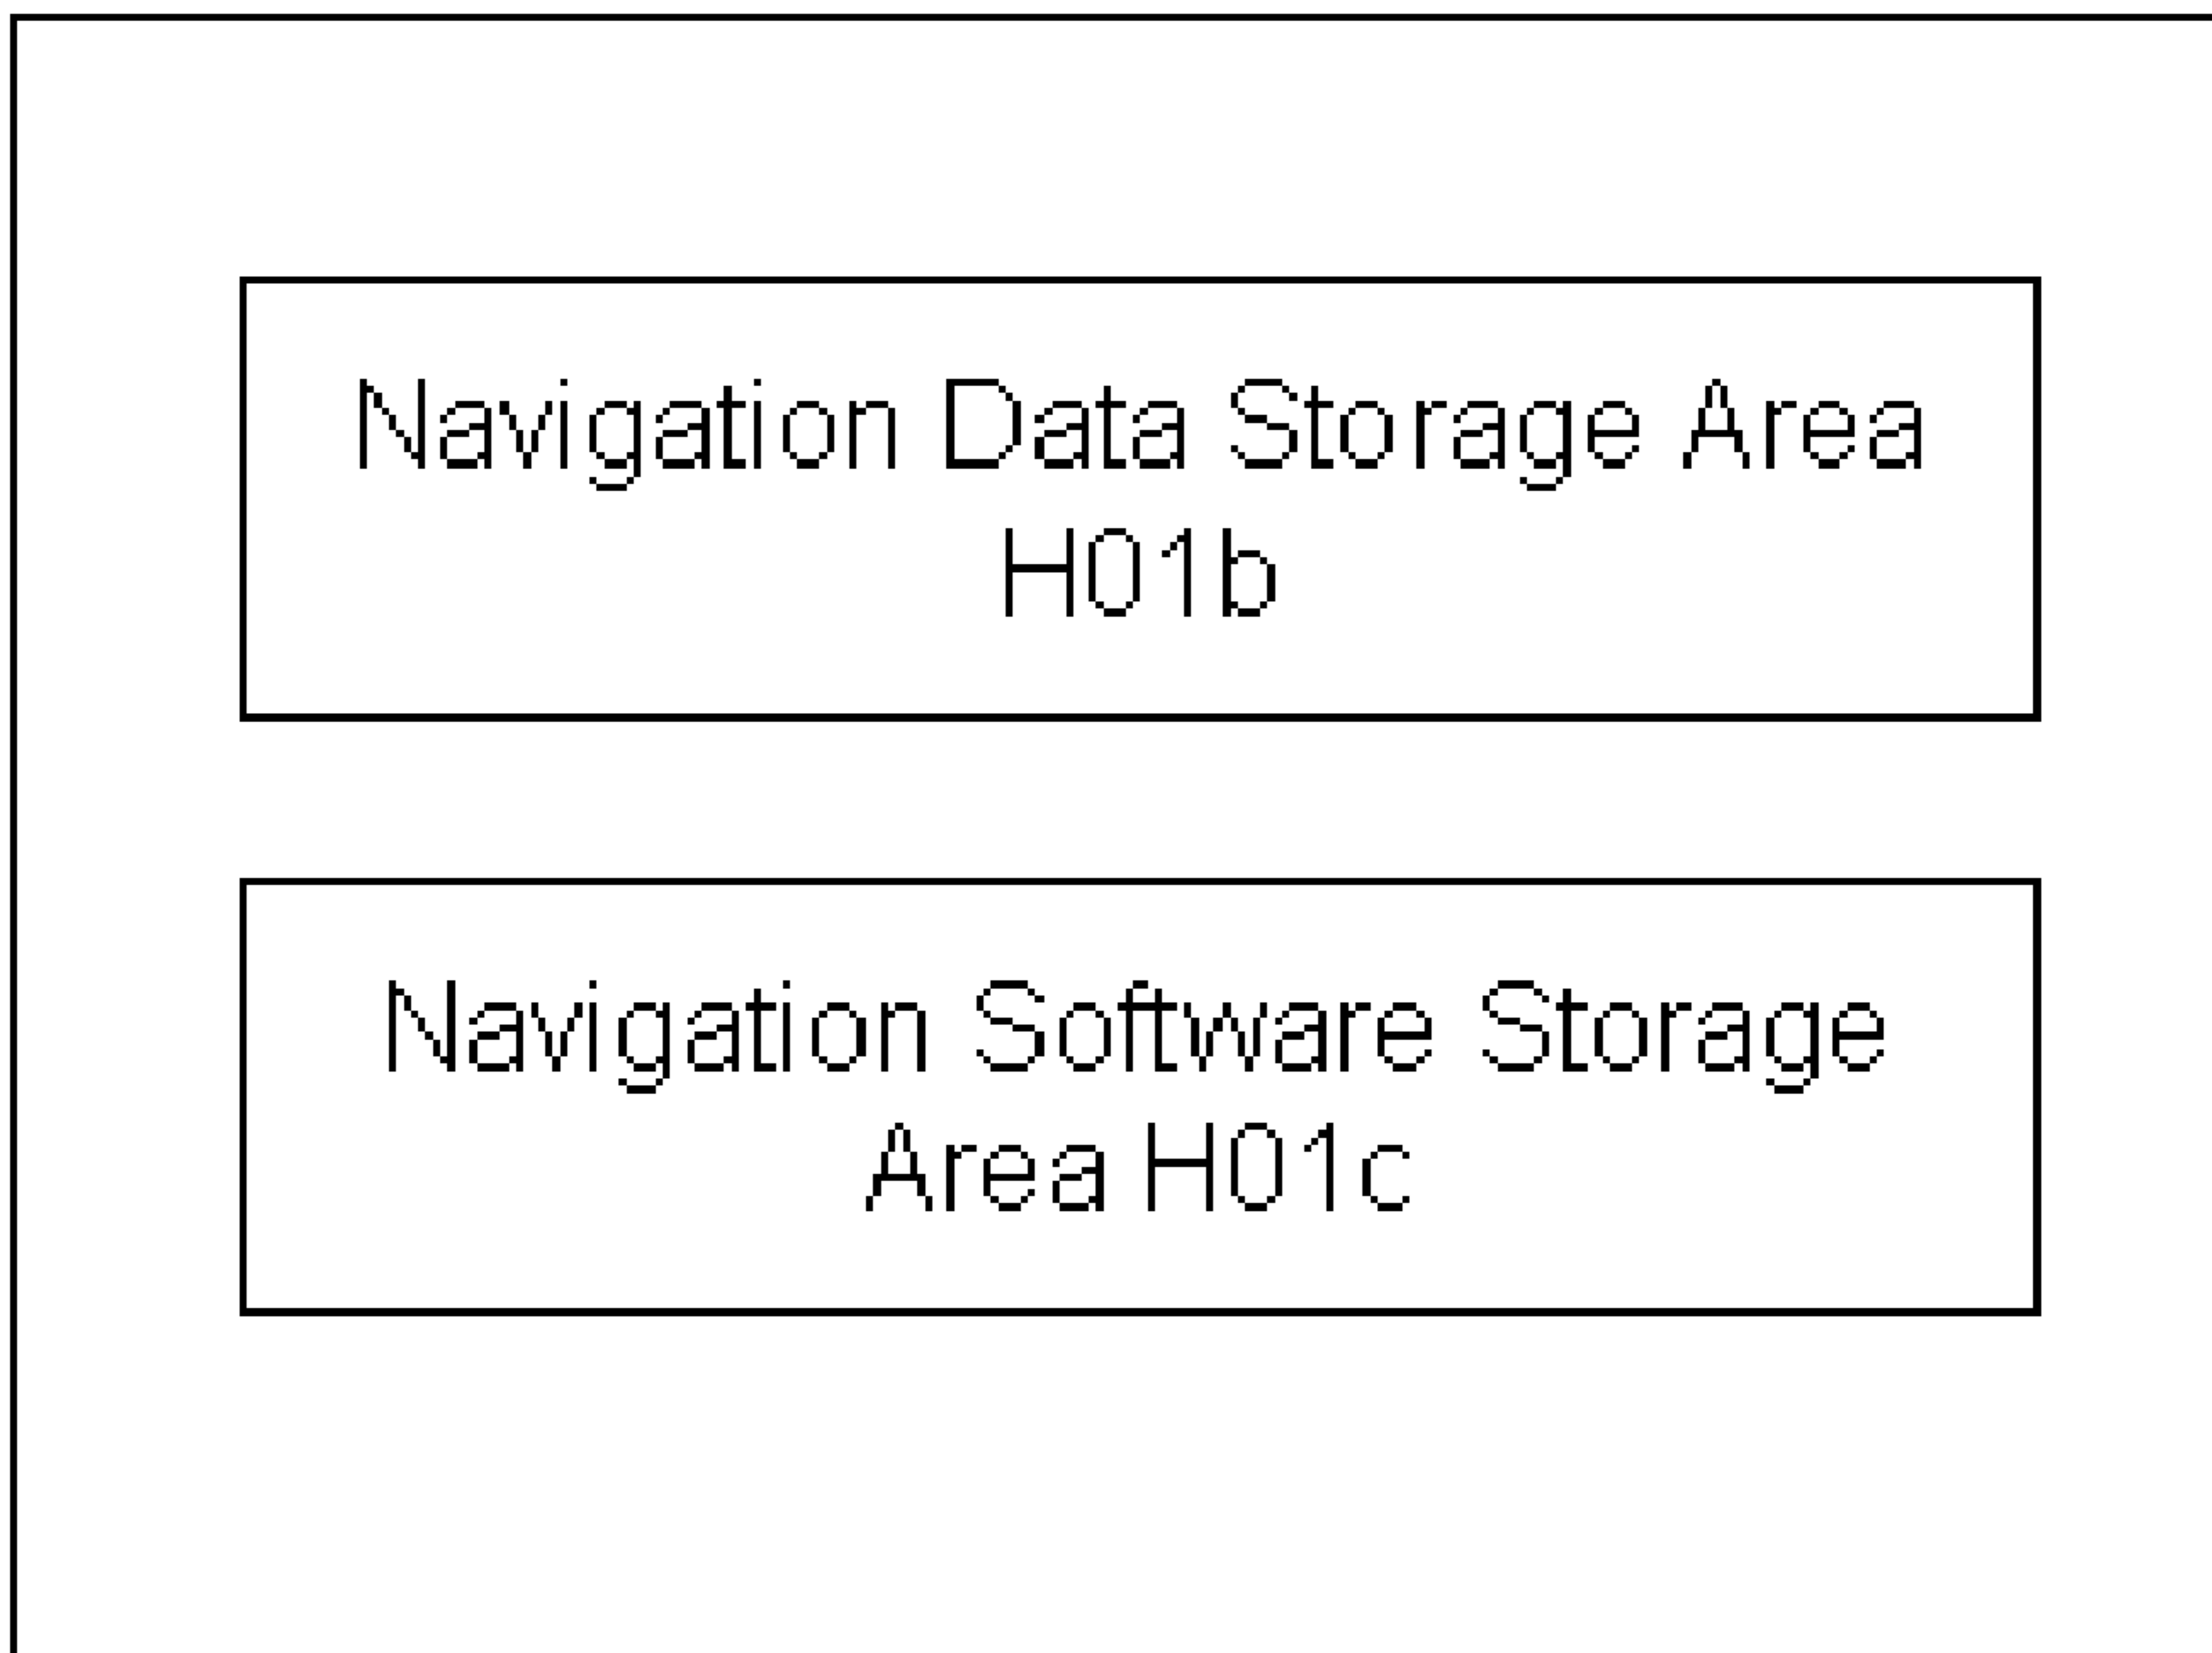 Navigation Data Storage Area
H01b
Navigation Software Storage
Area H01c